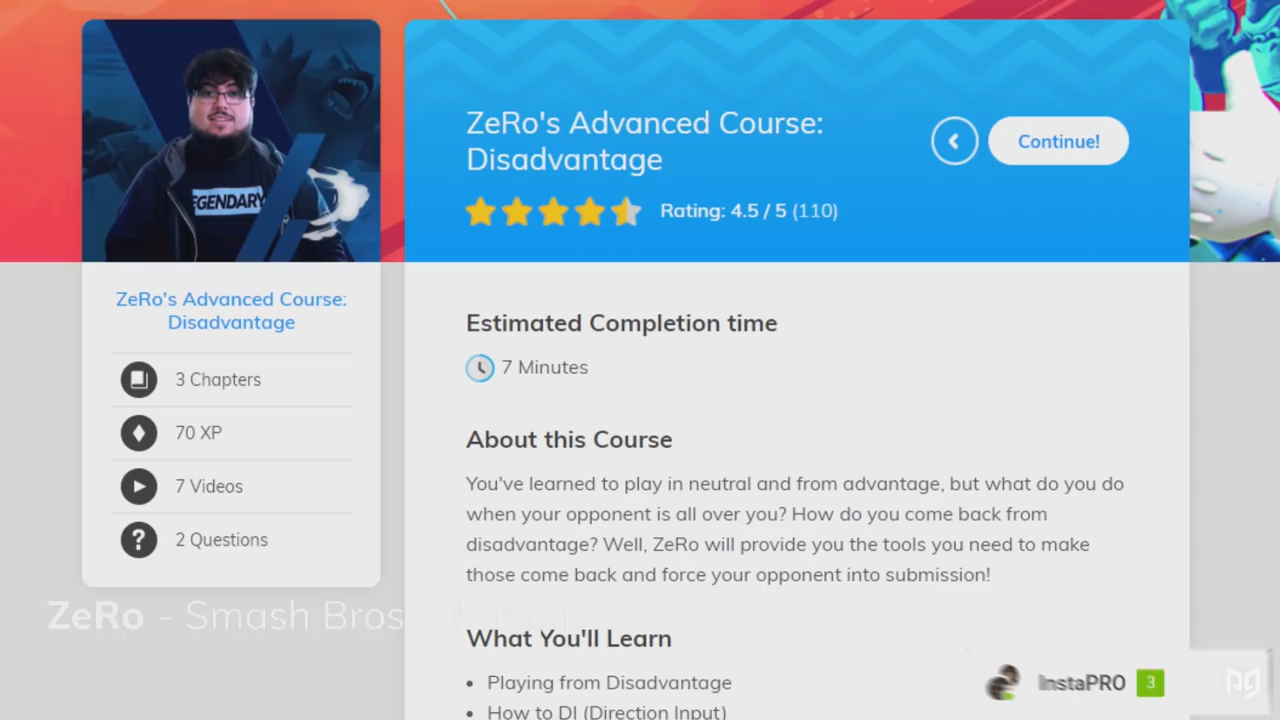 EGENDARY
ZeRo's Advanced Course:
Disadvantage
Continue!
Rating: 4.5 / 5 (110)
ZeRo's Advanced Course:
Disadvantage
3 Chapters
70 XP
7 Videos
2 Questions
Estimated Completion time
7 Minutes
About this Course
You've learned to play in neutral and from advantage, but what do you do
when your opponent is all over you? How do you come back from
disadvantage? Well, ZeRo will provide you the tools you need to make
those come back and force your opponent into submission!
ZeRo - Smash Bros. Champion
What You'll Learn
• Playing from Disadvantage
• How to DI (Direction Input)
InstaPRO 3
PG